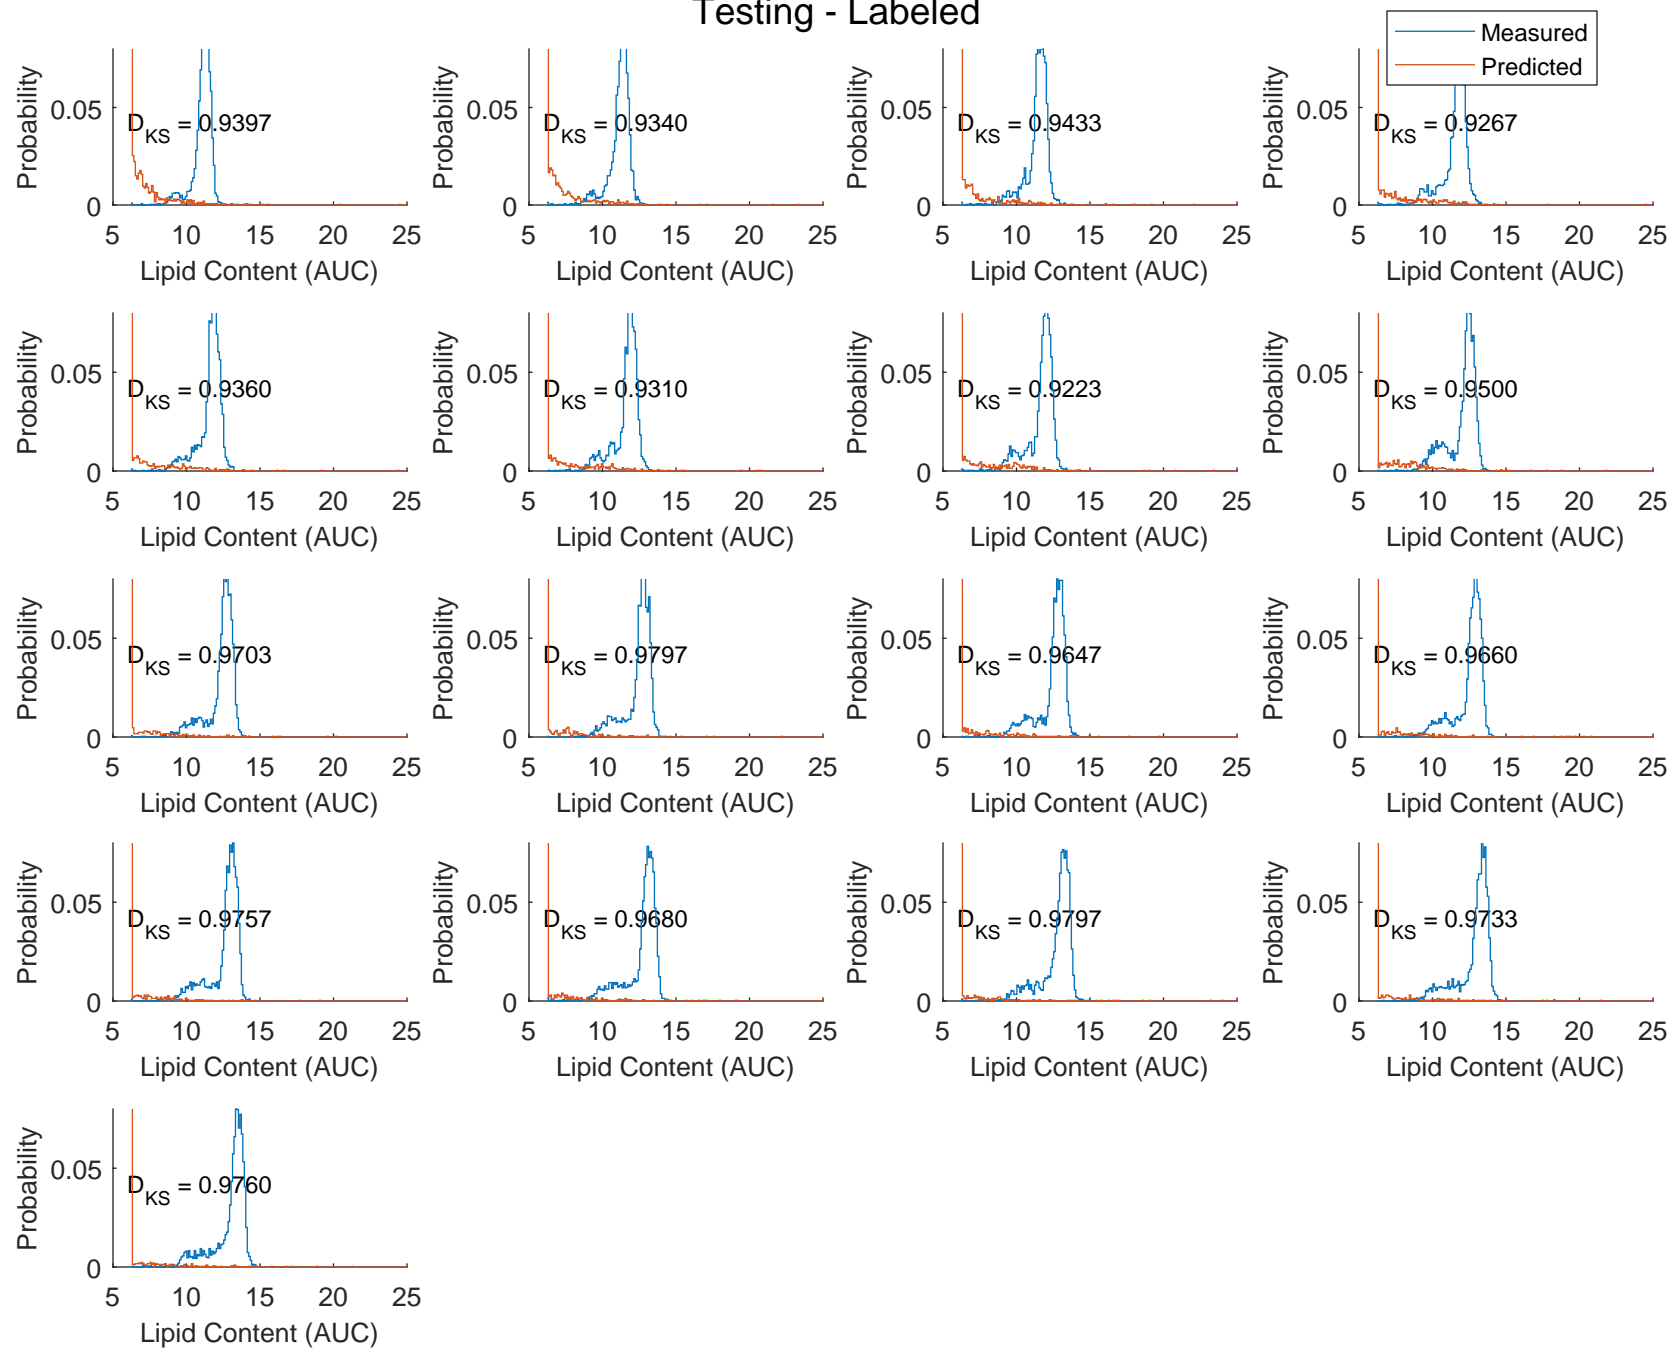 Testing - Labeled
Measured
Predicted
Probability
0.05
0
D_KS = 0.9397
5 10 15 20 25
Lipid Content (AUC)
Probability
0.05
0
D_KS = 0.9340
5 10 15 20 25
Lipid Content (AUC)
Probability
0.05
0
D_KS = 0.9433
5 10 15 20 25
Lipid Content (AUC)
Probability
0.05
0
D_KS = 0.9267
5 10 15 20 25
Lipid Content (AUC)
Probability
0.05
0
D_KS = 0.9360
5 10 15 20 25
Lipid Content (AUC)
Probability
0.05
0
D_KS = 0.9310
5 10 15 20 25
Lipid Content (AUC)
Probability
0.05
0
D_KS = 0.9223
5 10 15 20 25
Lipid Content (AUC)
Probability
0.05
0
D_KS = 0.9500
5 10 15 20 25
Lipid Content (AUC)
Probability
0.05
0
D_KS = 0.9703
5 10 15 20 25
Lipid Content (AUC)
Probability
0.05
0
D_KS = 0.9797
5 10 15 20 25
Lipid Content (AUC)
Probability
0.05
0
D_KS = 0.9647
5 10 15 20 25
Lipid Content (AUC)
Probability
0.05
0
D_KS = 0.9660
5 10 15 20 25
Lipid Content (AUC)
Probability
0.05
0
D_KS = 0.9757
5 10 15 20 25
Lipid Content (AUC)
Probability
0.05
0
D_KS = 0.9680
5 10 15 20 25
Lipid Content (AUC)
Probability
0.05
0
D_KS = 0.9797
5 10 15 20 25
Lipid Content (AUC)
Probability
0.05
0
D_KS = 0.9733
5 10 15 20 25
Lipid Content (AUC)
Probability
0.05
0
D_KS = 0.9760
5 10 15 20 25
Lipid Content (AUC)